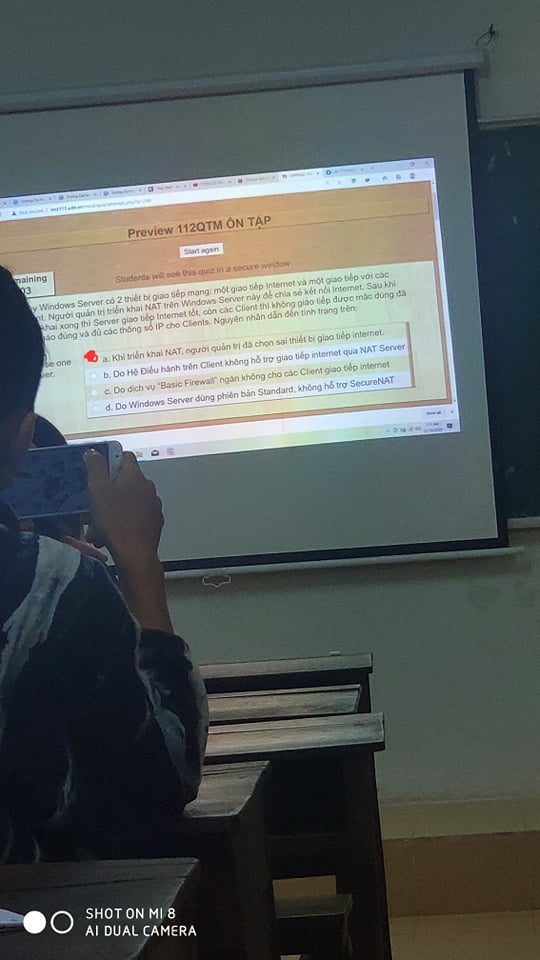 Preview 112QTM ÔN TẬP
Start again
Students will see this quiz in a secure window
maining
03
y Windows Server có 2 thiết bị giao tiếp mạng: một giao tiếp Internet và một giao tiếp với các
nt. Người quản trị triển khai NAT trên Windows Server này để chia sẻ kết nối Internet. Sau khi
khai xong thì Server giao tiếp Internet tốt, còn các Client thì không giao tiếp được mặc dùng đã
báo đúng và đủ các thông số IP cho Clients. Nguyên nhân dẫn đến tình trạng trên:
se one
er.
a. Khi triển khai NAT, người quản trị đã chọn sai thiết bị giao tiếp internet.
b. Do Hệ Điều hành trên Client không hỗ trợ giao tiếp internet qua NAT Server
c. Do dịch vụ "Basic Firewall" ngăn không cho các Client giao tiếp internet
d. Do Windows Server dùng phiên bản Standard, không hỗ trợ SecureNAT
SHOT ON MI 8
AI DUAL CAMERA